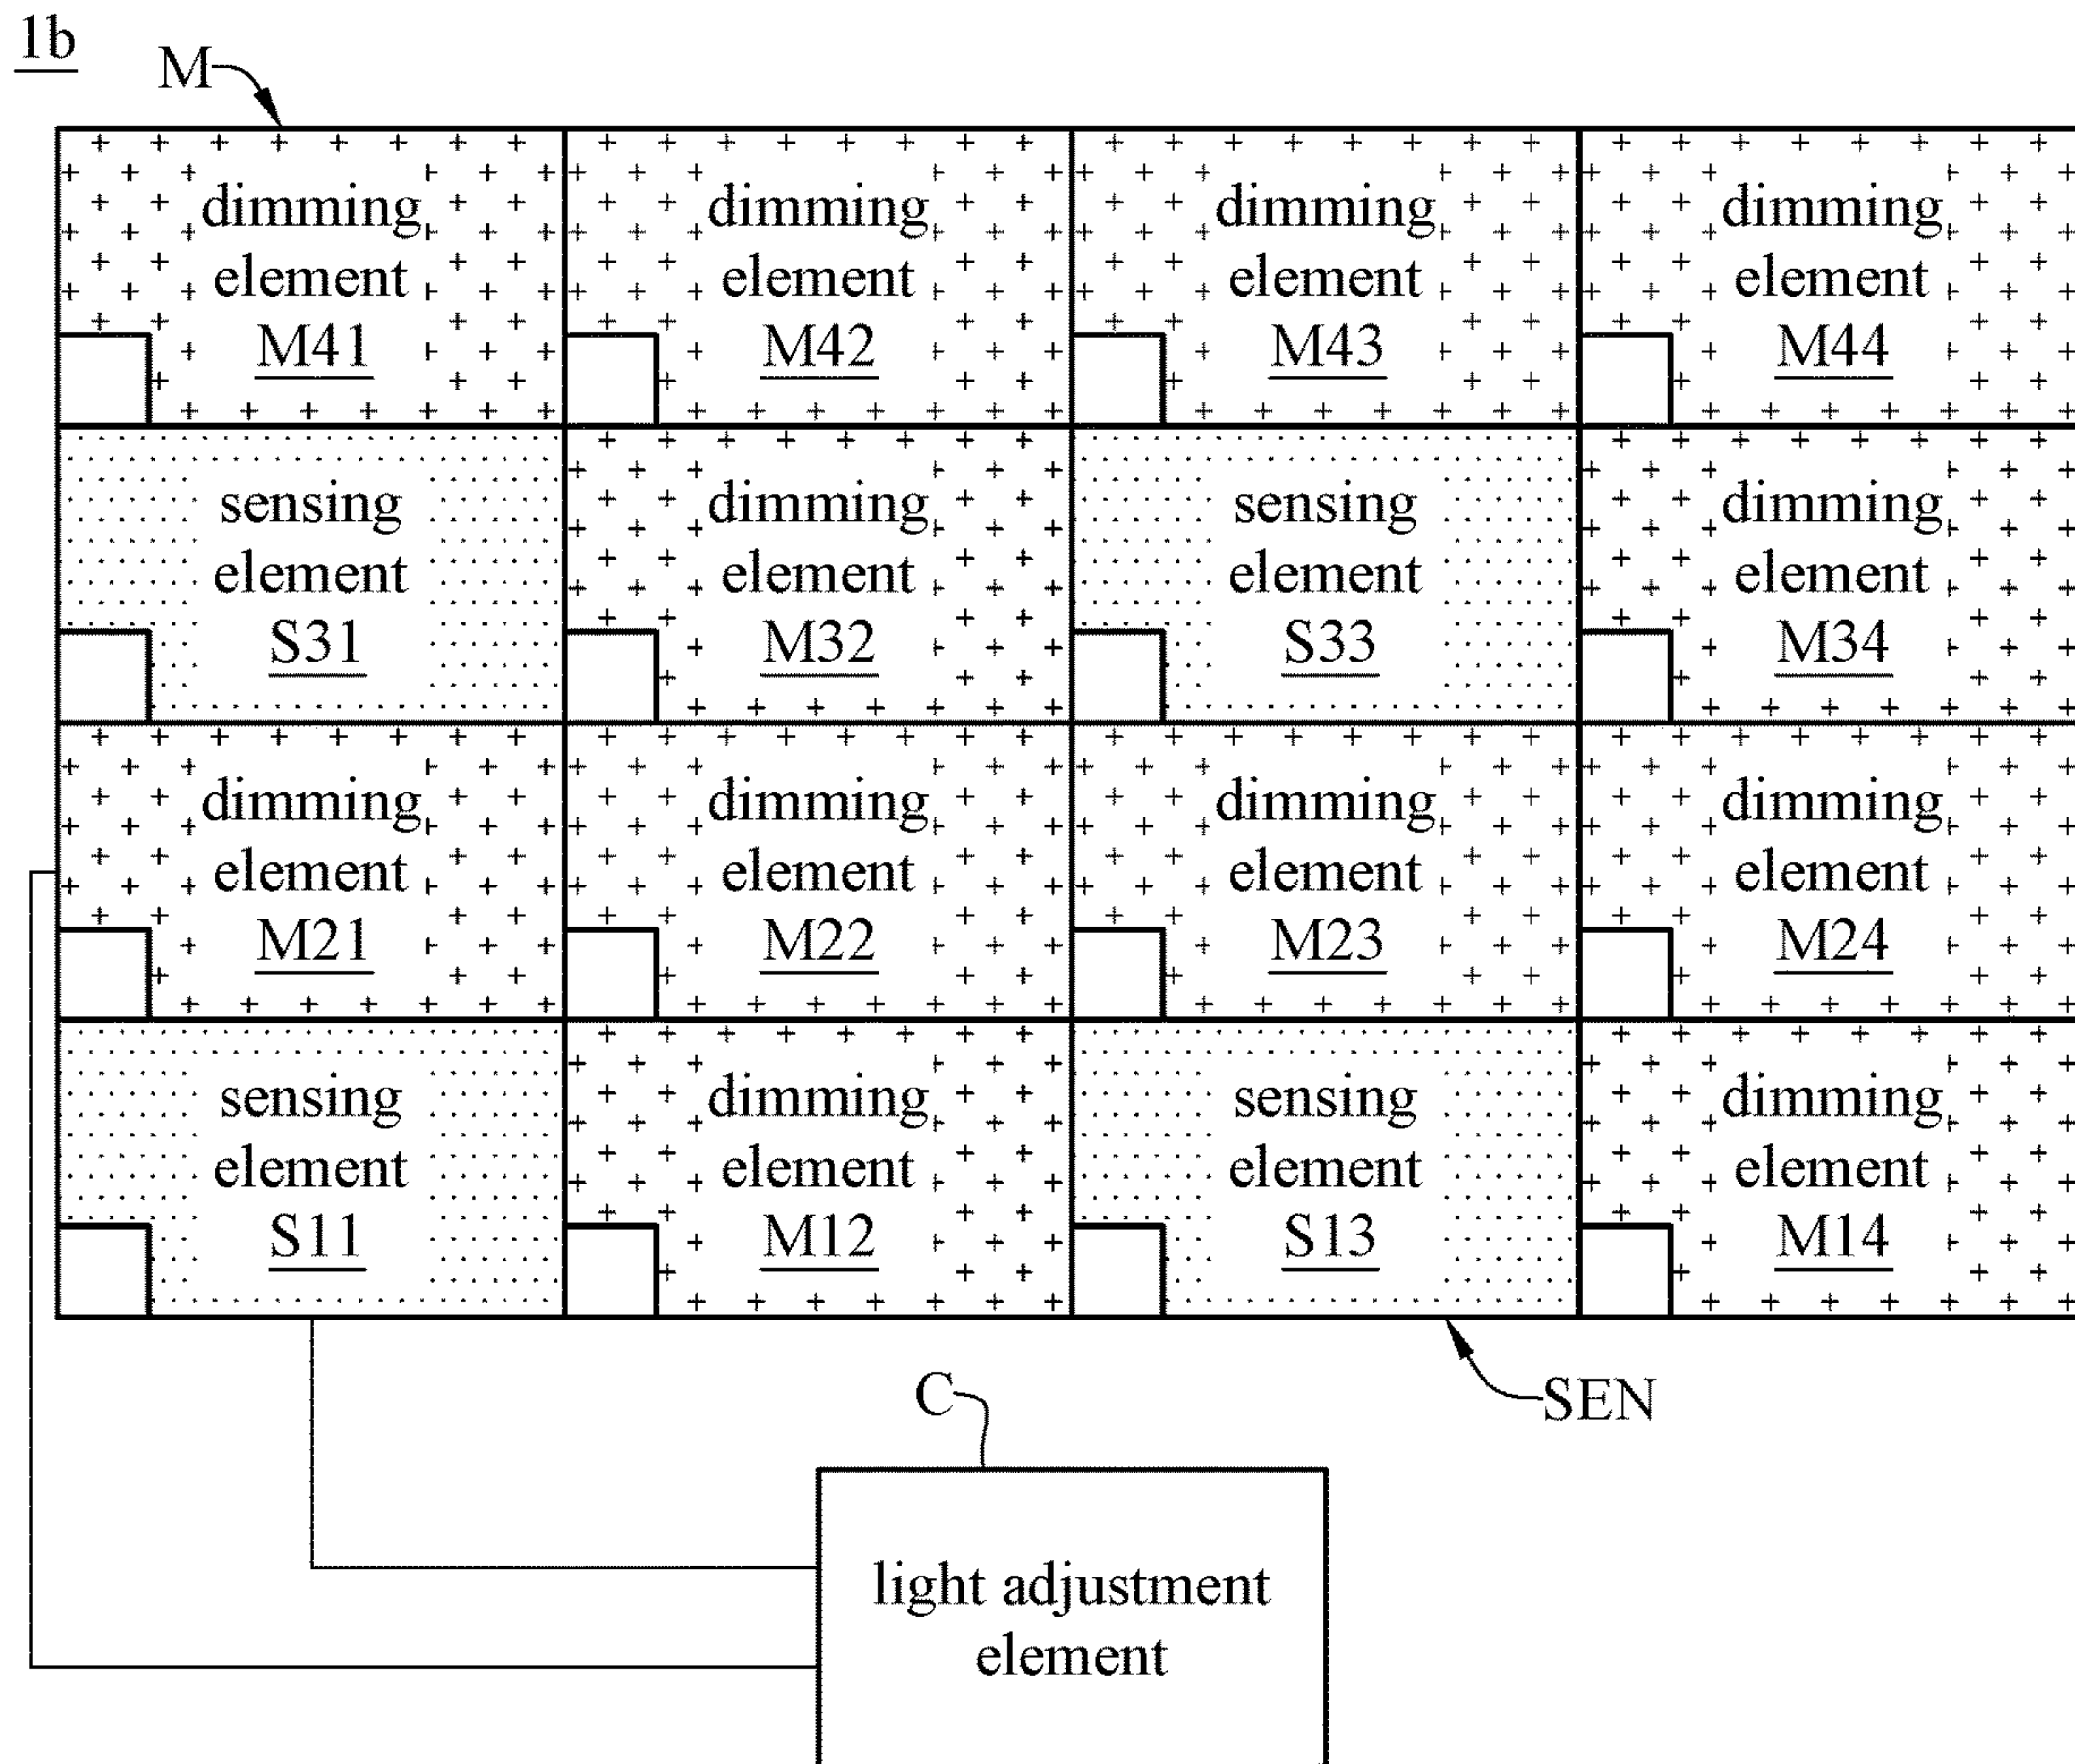 1b
M
dimming
element
M41
dimming
element
M42
dimming
element
M43
dimming
element
M44
sensing
element
S31
dimming
element
M32
sensing
element
S33
dimming
element
M34
dimming
element
M21
dimming
element
M22
dimming
element
M23
dimming
element
M24
sensing
element
S11
dimming
element
M12
sensing
element
S13
dimming
element
M14
C
SEN
light adjustment
element